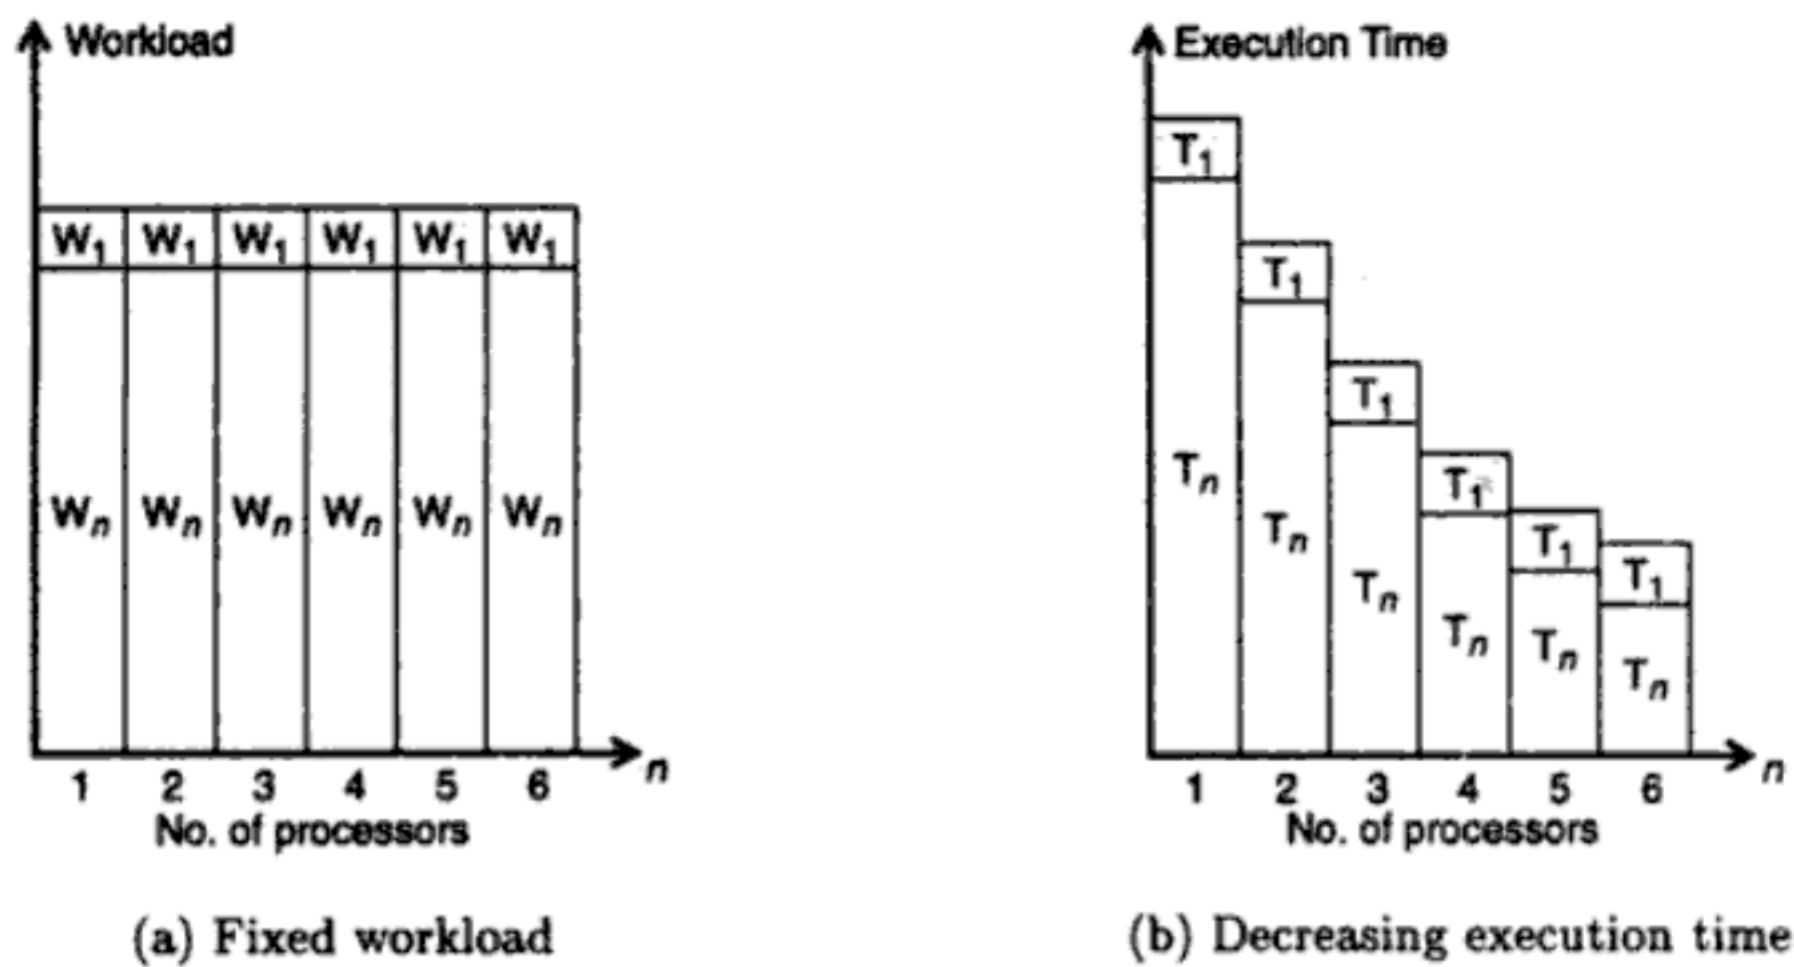 Workload
W1 W1 W1 W1 W1 W1
Wn Wn Wn Wn Wn Wn
n
1 2 3 4 5 6
No. of processors
(a) Fixed workload
Execution Time
T1
T1
T1
T1
T1
T1
Tn
Tn
Tn
Tn
Tn
Tn
n
1 2 3 4 5 6
No. of processors
(b) Decreasing execution time